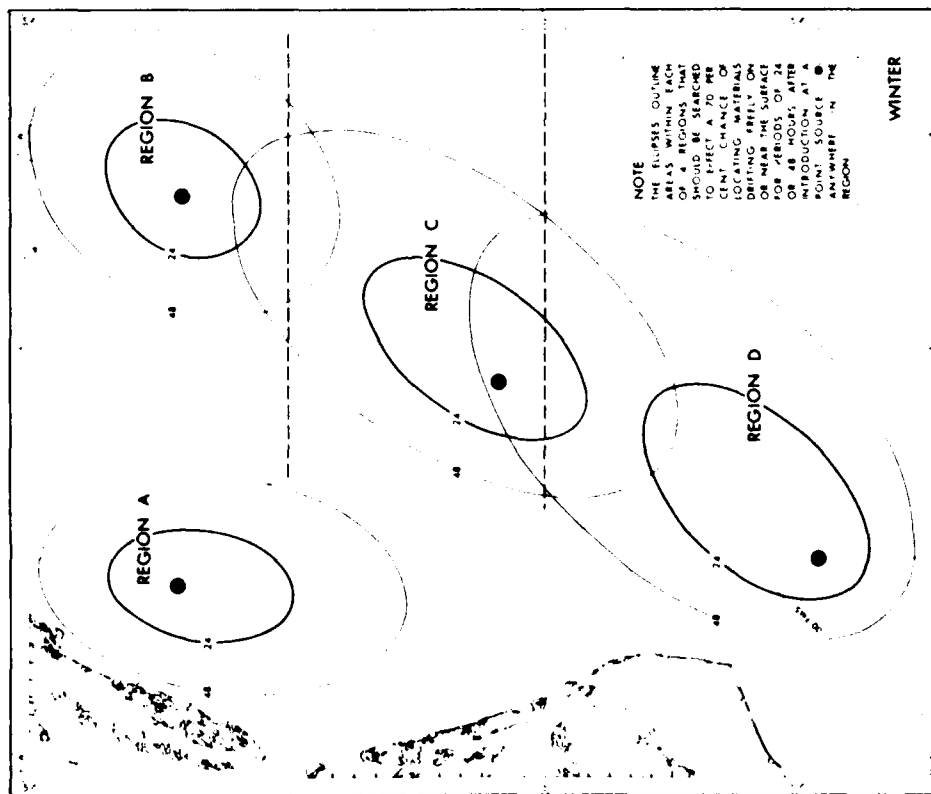 REGION A
24
48
REGION B
24
48
REGION C
24
48
REGION D
24
48
NOTE
THE ELLIPSES OUTLINE
AREAS WITHIN EACH
OF 4 REGIONS THAT
SHOULD BE SEARCHED
TO EFFECT A 70 PER
CENT CHANCE OF
LOCATING MATERIALS
DRIFTING FREELY ON
OR NEAR THE SURFACE
FOR PERIODS OF 24
OR 48 HOURS AFTER
INTRODUCTION AT A
POINT SOURCE
ANYWHERE IN THE
REGION
WINTER